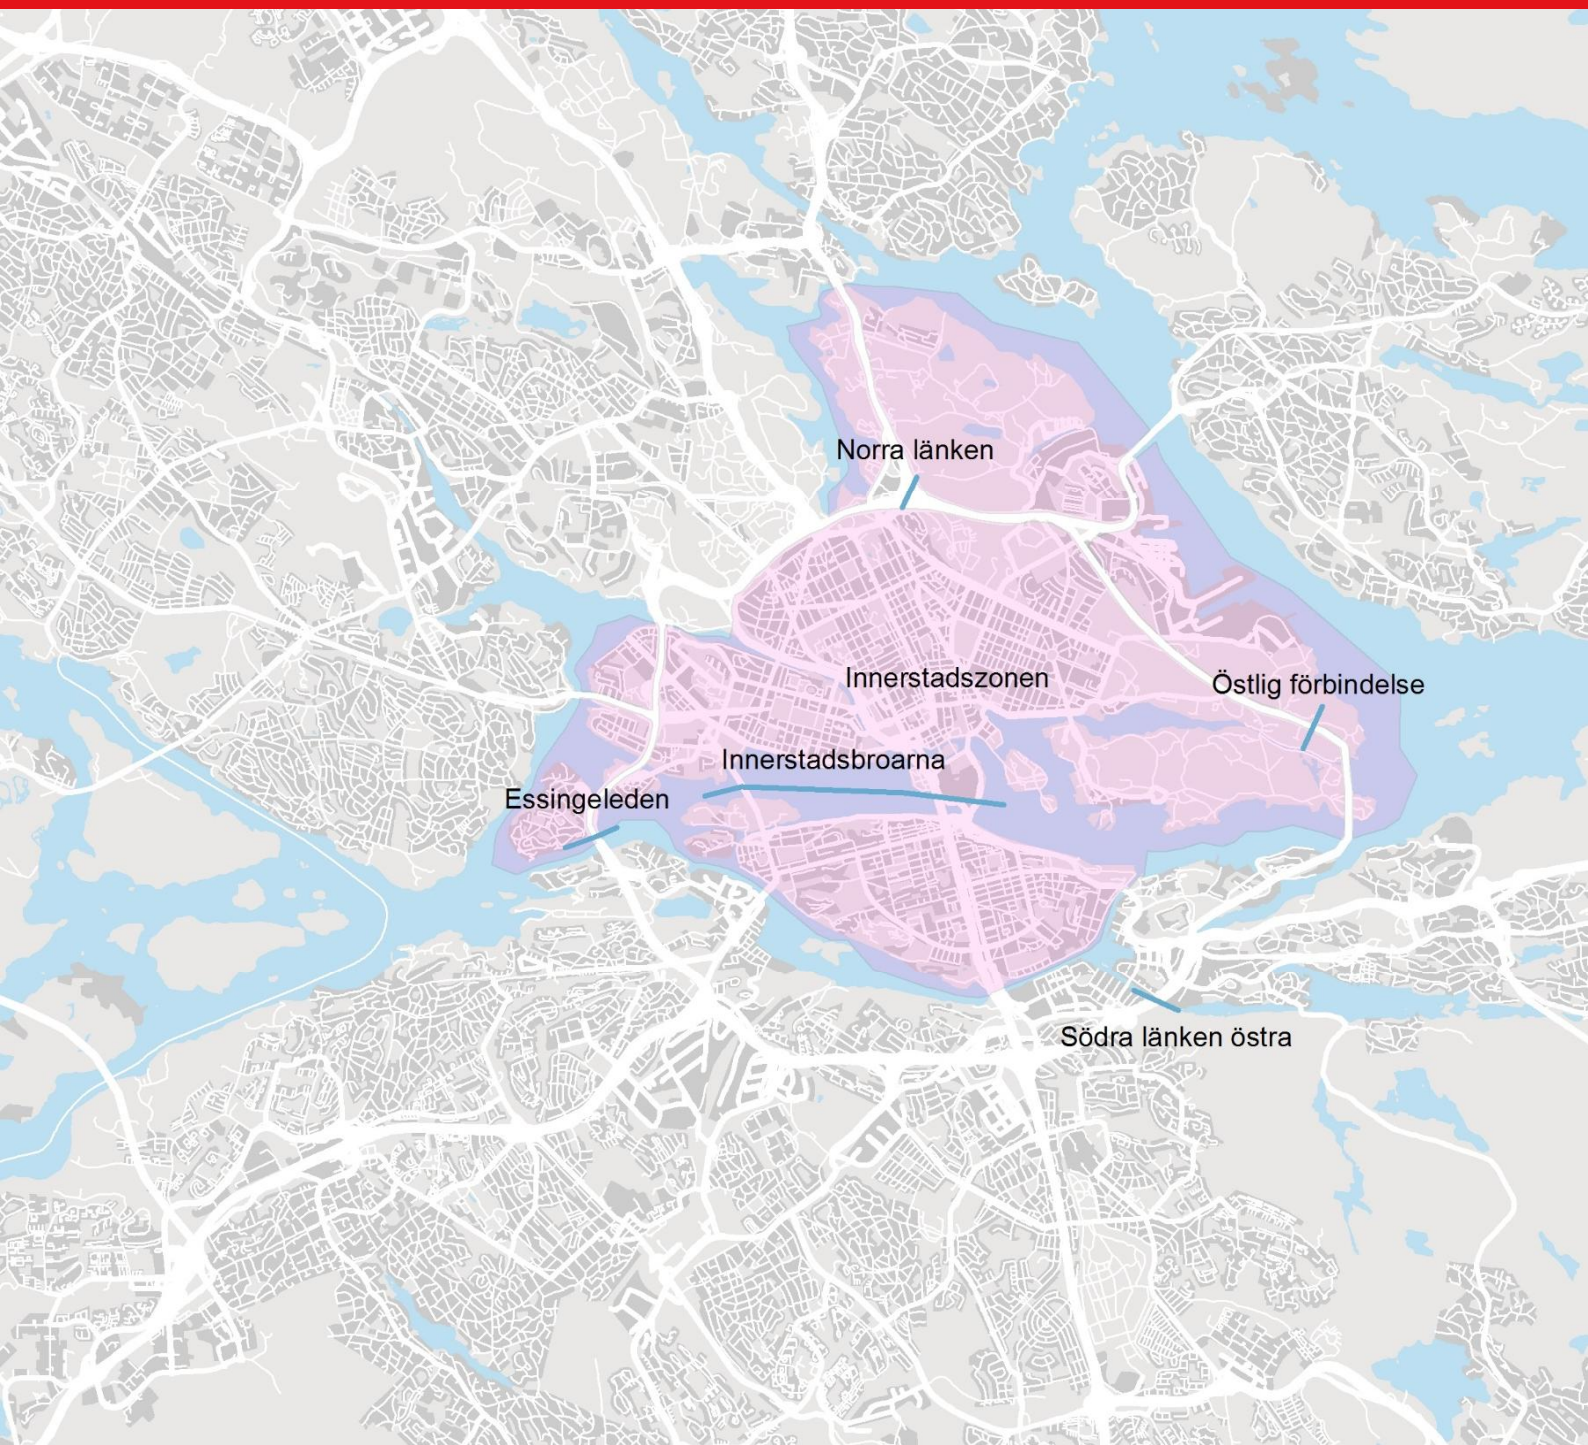 Norra länken
Innerstadszonen
Östlig förbindelse
Innerstadsbroarna
Essingeleden
Södra länken östra